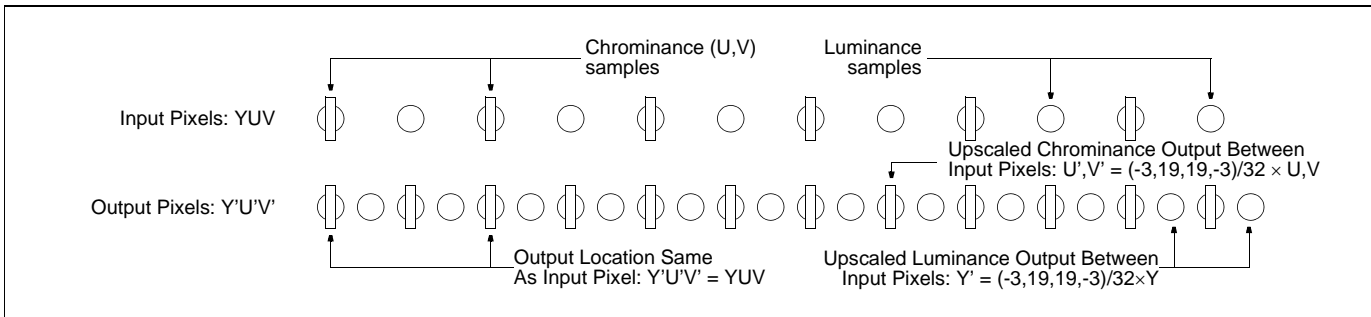 Chrominance (U,V)
samples
Luminance
samples
Input Pixels: YUV
Upscaled Chrominance Output Between
Input Pixels: U',V' = (-3,19,19,-3)/32 × U,V
Output Pixels: Y'U'V'
Output Location Same
As Input Pixel: Y'U'V' = YUV
Upscaled Luminance Output Between
Input Pixels: Y' = (-3,19,19,-3)/32×Y